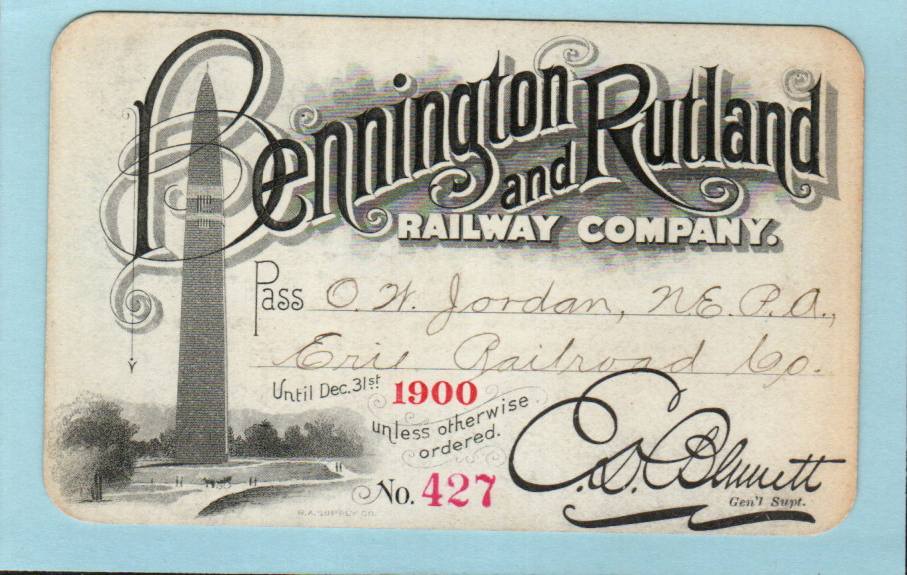 Bennington
and Rutland
RAILWAY COMPANY.
Pass O. W. Jordan, N.E.P.A.,
Erie Railroad Co.
Until Dec. 31st 1900
unless otherwise
ordered.
No. 427
Gen'l Supt.